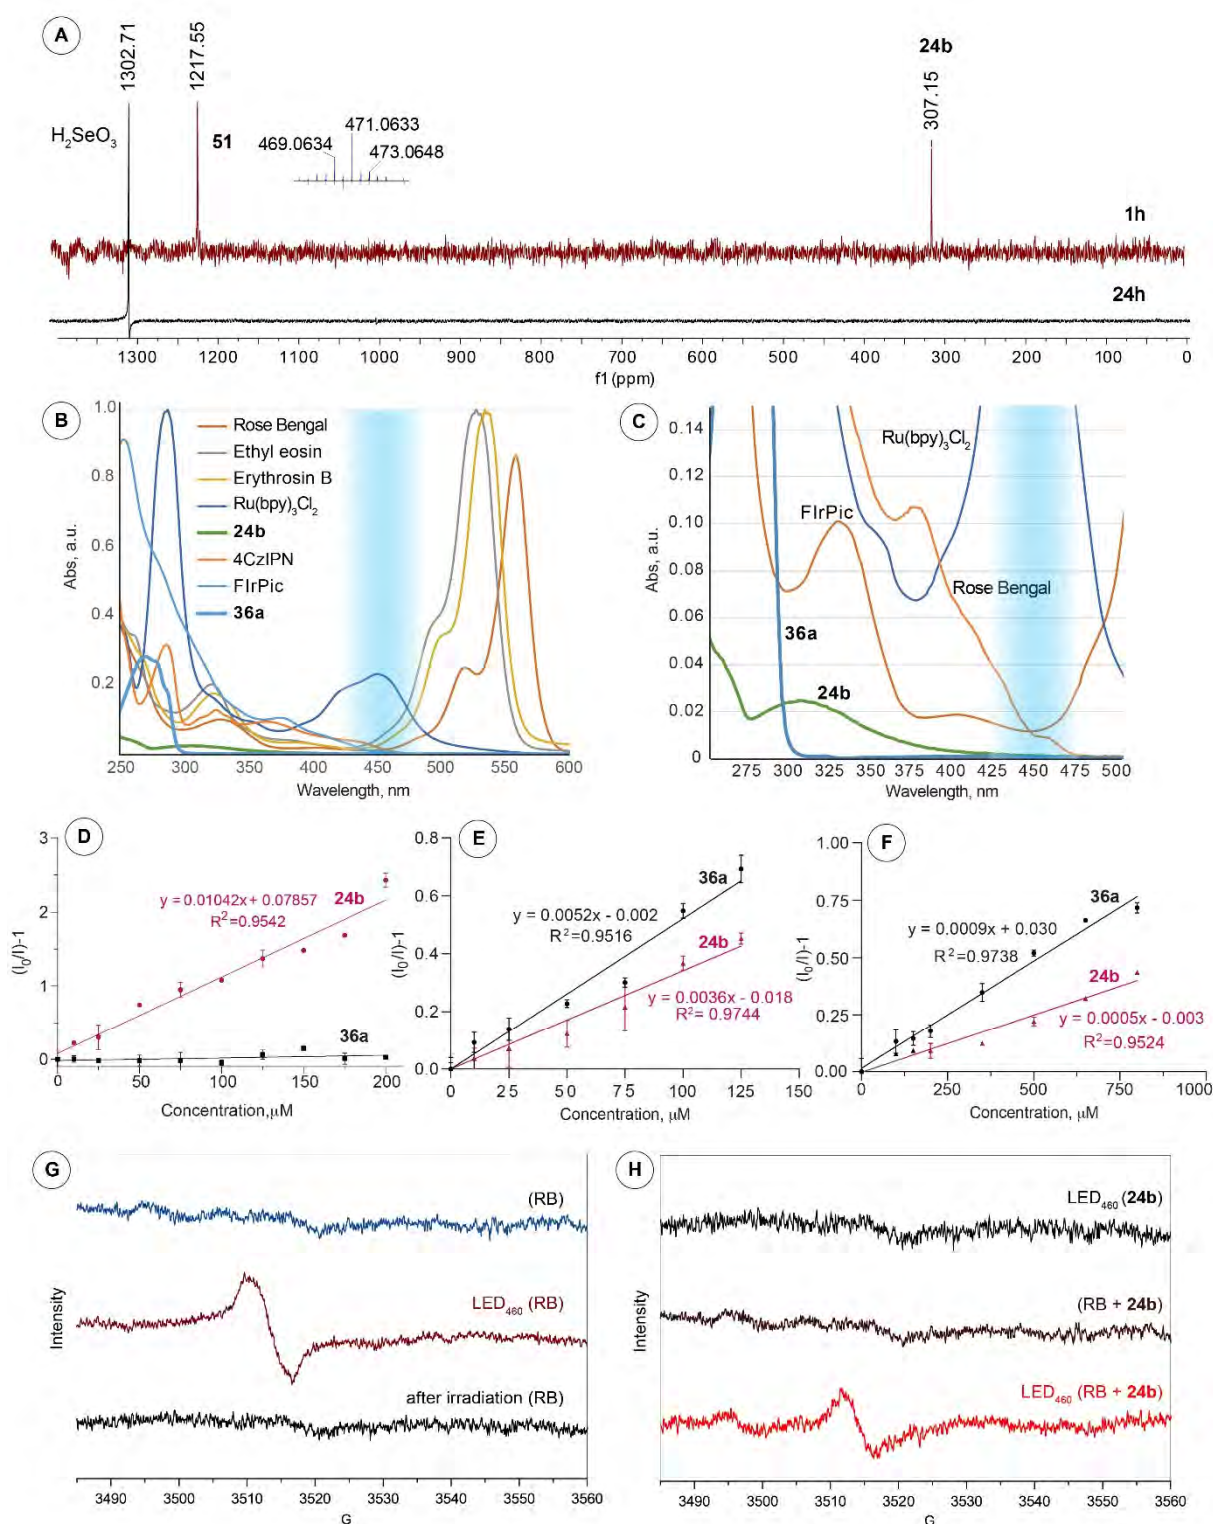 A
1302.71
1217.55
24b
307.15
H₂SeO₃
51
469.0634
471.0633
473.0648
1h
24h
1300 1200 1100 1000 900 800 700 600 500 400 300 200 100 0
f1 (ppm)
B
1.0
0.8
0.6
0.4
0.2
Abs, a.u.
Rose Bengal
Ethyl eosin
Erythrosin B
Ru(bpy)₃Cl₂
24b
4CzIPN
FIrPic
36a
250 300 350 400 450 500 550 600
Wavelength, nm
C
0.14
0.12
0.10
0.08
0.06
0.04
0.02
0
Abs, a.u.
Ru(bpy)₃Cl₂
FIrPic
Rose Bengal
36a
24b
275 300 325 350 375 400 425 450 475 500
Wavelength, nm
D
3
2
1
0
(I₀/I)-1
y = 0.01042x + 0.07857
R²=0.9542
24b
36a
0 50 100 150 200
Concentration,μM
E
0.8
0.6
0.4
0.2
0.0
(I₀/I)-1
36a
y = 0.0052x - 0.002
R²=0.9516
24b
y = 0.0036x - 0.018
R²= 0.9744
0 25 50 75 100 125 150
Concentration, μM
F
1.00
0.75
0.50
0.25
0.00
(I₀/I)-1
36a
y = 0.0009x + 0.030
R²=0.9738
24b
y = 0.0005x - 0.003
R²=0.9524
0 250 500 750 1000
Concentration, μM
G
(RB)
LED₄₆₀ (RB)
after irradiation (RB)
Intensity
3490 3500 3510 3520 3530 3540 3550 3560
G
H
LED₄₆₀ (24b)
(RB + 24b)
LED₄₆₀ (RB + 24b)
Intensity
3490 3500 3510 3520 3530 3540 3550 3560
G